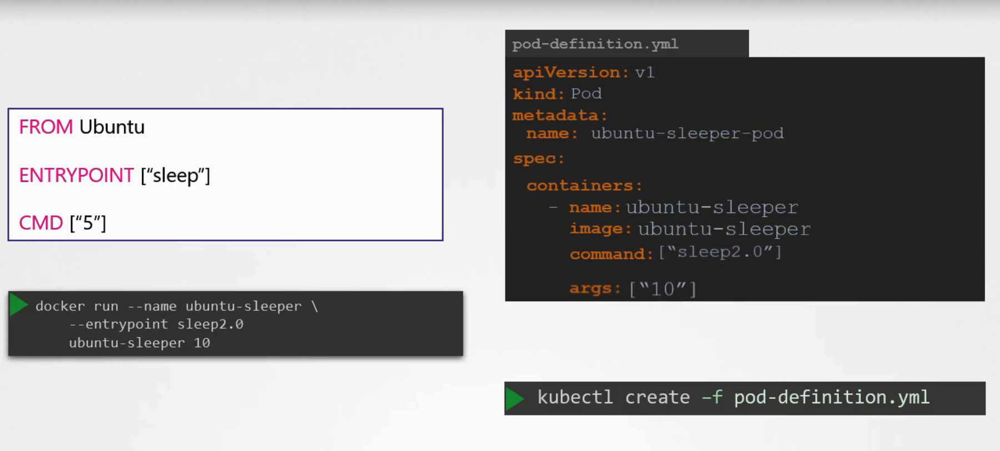 FROM Ubuntu
ENTRYPOINT [“sleep”]
CMD [“5”]
docker run --name ubuntu-sleeper \
--entrypoint sleep2.0
ubuntu-sleeper 10
pod-definition.yml
apiVersion: v1
kind: Pod
metadata:
name: ubuntu-sleeper-pod
spec:
containers:
- name: ubuntu-sleeper
image: ubuntu-sleeper
command: [“sleep2.0”]
args: [“10”]
kubectl create –f pod-definition.yml